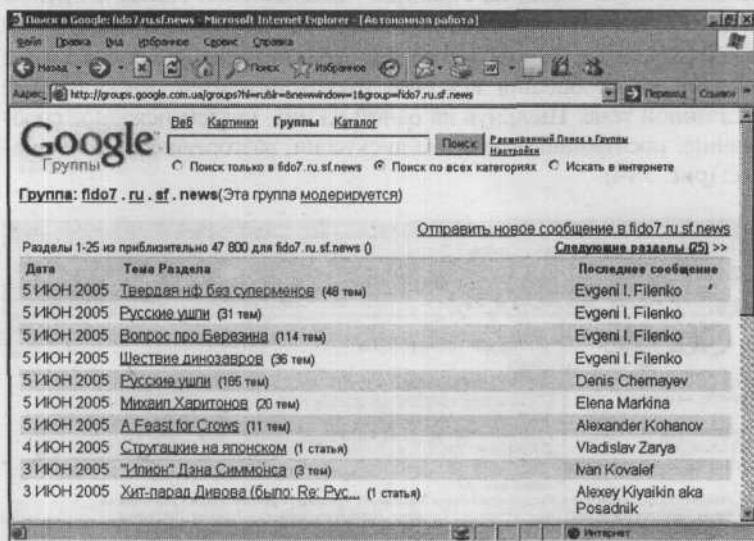 Поиск в Google: fido7.ru.sf.news - Microsoft Internet Explorer - [Автономная работа]
Файл Правка Вид Избранное Сервис Справка
Назад Поиск Избранное
Адрес: http://groups.google.com.ua/groups?hl=ru&lr=&newwindow=1&group=fido7.ru.sf.news Переход Ссылки
Google Группы
Веб Картинки Группы Каталог
Поиск Расширенный Поиск в Группы
Настройки
Поиск только в fido7.ru.sf.news Поиск по всех категориях Искать в интернете
Группа: fido7 . ru . sf . news(Эта группа модерируется)
Отправить новое сообщение в fido7.ru.sf.news
Разделы 1-25 из приблизительно 47 800 для fido7.ru.sf.news () Следующие разделы (25) >>
Дата Тема Раздела Последнее сообщение
5 ИЮН 2005 Твердая нф без суперменов (48 тем) Evgeni I. Filenko
5 ИЮН 2005 Русские ушли (31 тем) Evgeni I. Filenko
5 ИЮН 2005 Вопрос про Березина (114 тем) Evgeni I. Filenko
5 ИЮН 2005 Шествие динозавров (36 тем) Evgeni I. Filenko
5 ИЮН 2005 Русские ушли (165 тем) Denis Chernayev
5 ИЮН 2005 Михаил Харитонов (20 тем) Elena Markina
5 ИЮН 2005 A Feast for Crows (11 тем) Alexander Kohanov
4 ИЮН 2005 Стругацкие на японском (1 статья) Vladislav Zarya
3 ИЮН 2005 "Илион" Дэна Симмонса (3 тем) Ivan Kovalef
3 ИЮН 2005 Хит-парад Дивова (было: Re: Рус... (1 статья) Alexey Kiyaikin aka
Posadnik
Интернет